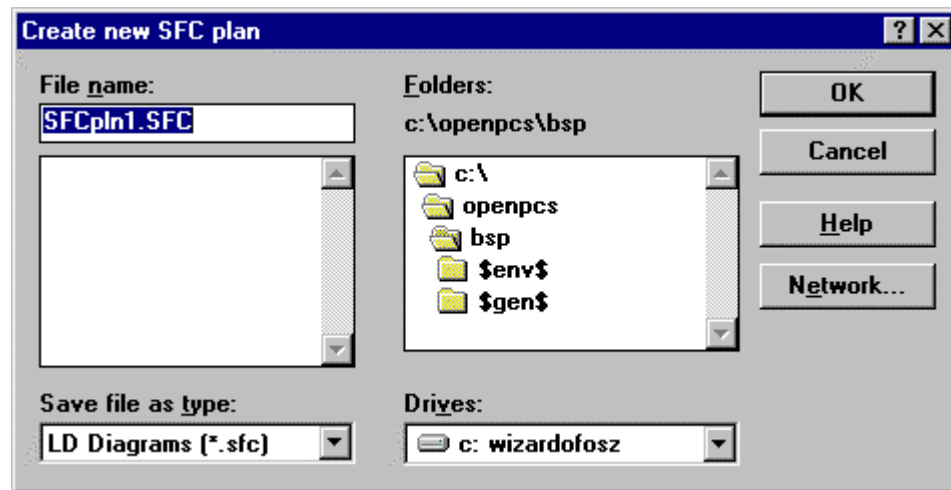 Create new SFC plan
File name:
SFCpln1.SFC
Folders:
c:\openpcs\bsp
c:\
openpcs
bsp
$env$
$gen$
OK
Cancel
Help
Network...
Save file as type:
LD Diagrams (*.sfc)
Drives:
c: wizardofosz